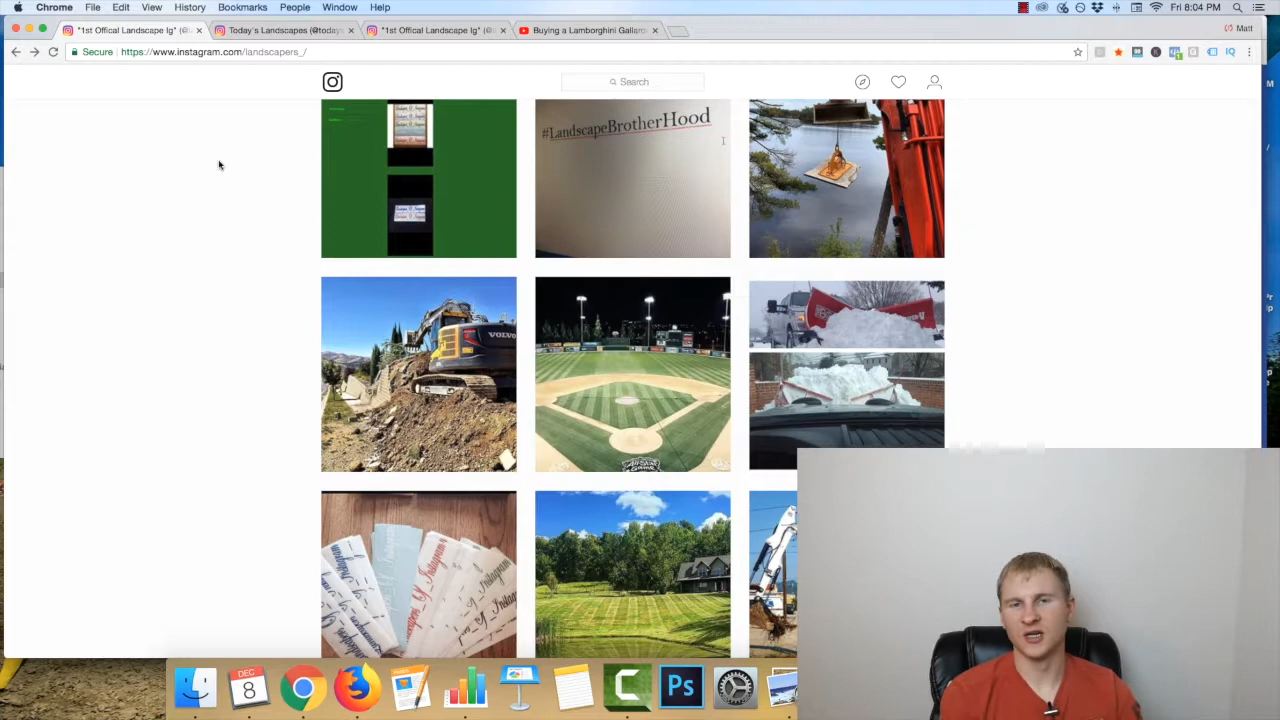 Chrome File Edit View History Bookmarks People Window Help
Fri 8:04 PM
*1st Offical Landscape Ig* (@
Today's Landscapes (@todays
*1st Offical Landscape Ig* (@
Buying a Lamborghini Gallard
Matt
Secure https://www.instagram.com/landscapers_/
Search
#LandscapeBrotherHood
VOLVO
DEC
8
Ps